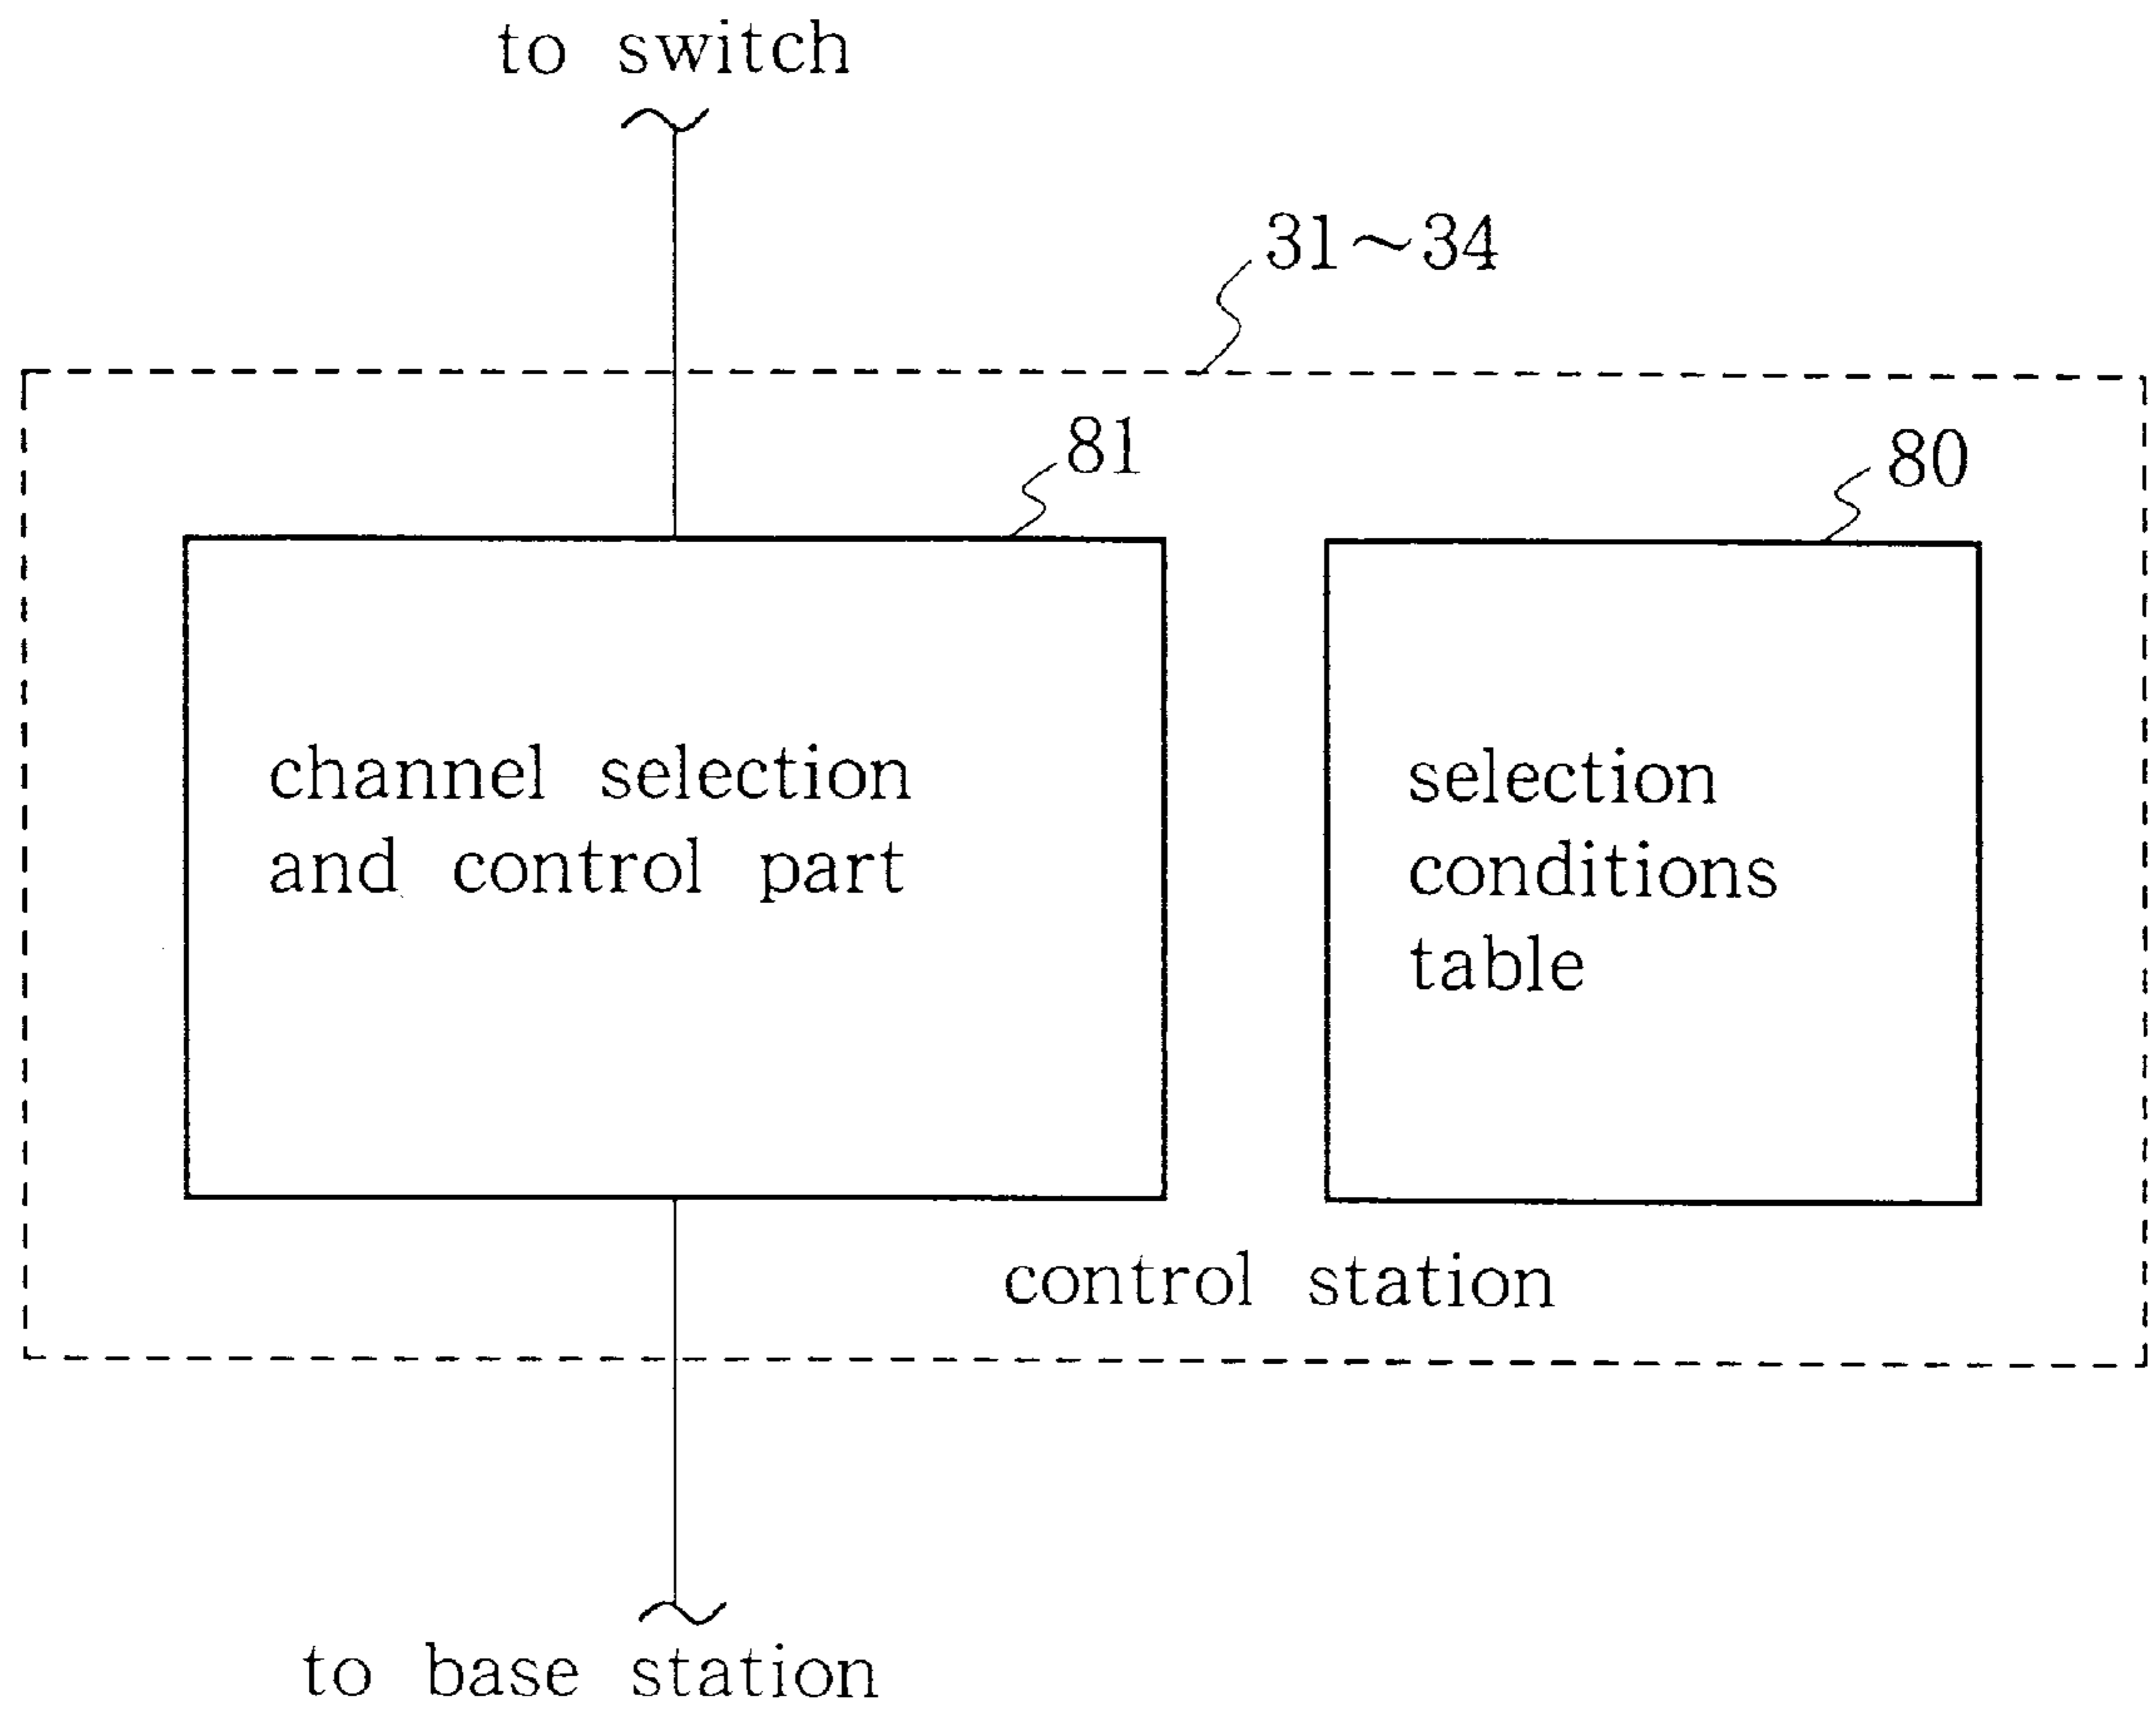 to switch
31~34
81
80
channel selection
and control part
selection
conditions
table
control station
to base station